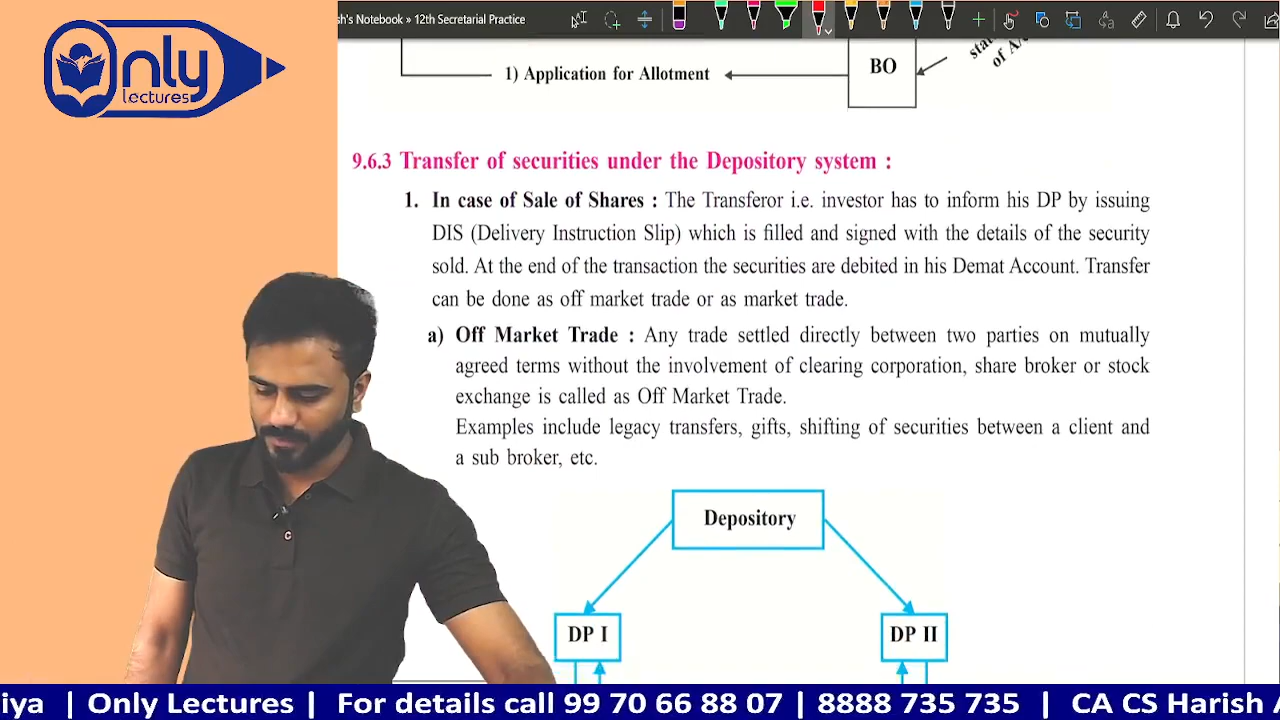 sh's Notebook » 12th Secretarial Practice
Only
lectures
1) Application for Allotment
BO
of A/c
9.6.3 Transfer of securities under the Depository system :
1. In case of Sale of Shares : The Transferor i.e. investor has to inform his DP by issuing
DIS (Delivery Instruction Slip) which is filled and signed with the details of the security
sold. At the end of the transaction the securities are debited in his Demat Account. Transfer
can be done as off market trade or as market trade.
a) Off Market Trade : Any trade settled directly between two parties on mutually
agreed terms without the involvement of clearing corporation, share broker or stock
exchange is called as Off Market Trade.
Examples include legacy transfers, gifts, shifting of securities between a client and
a sub broker, etc.
Depository
DP I
DP II
iya | Only Lectures | For details call 99 70 66 88 07 | 8888 735 735 | CA CS Harish A